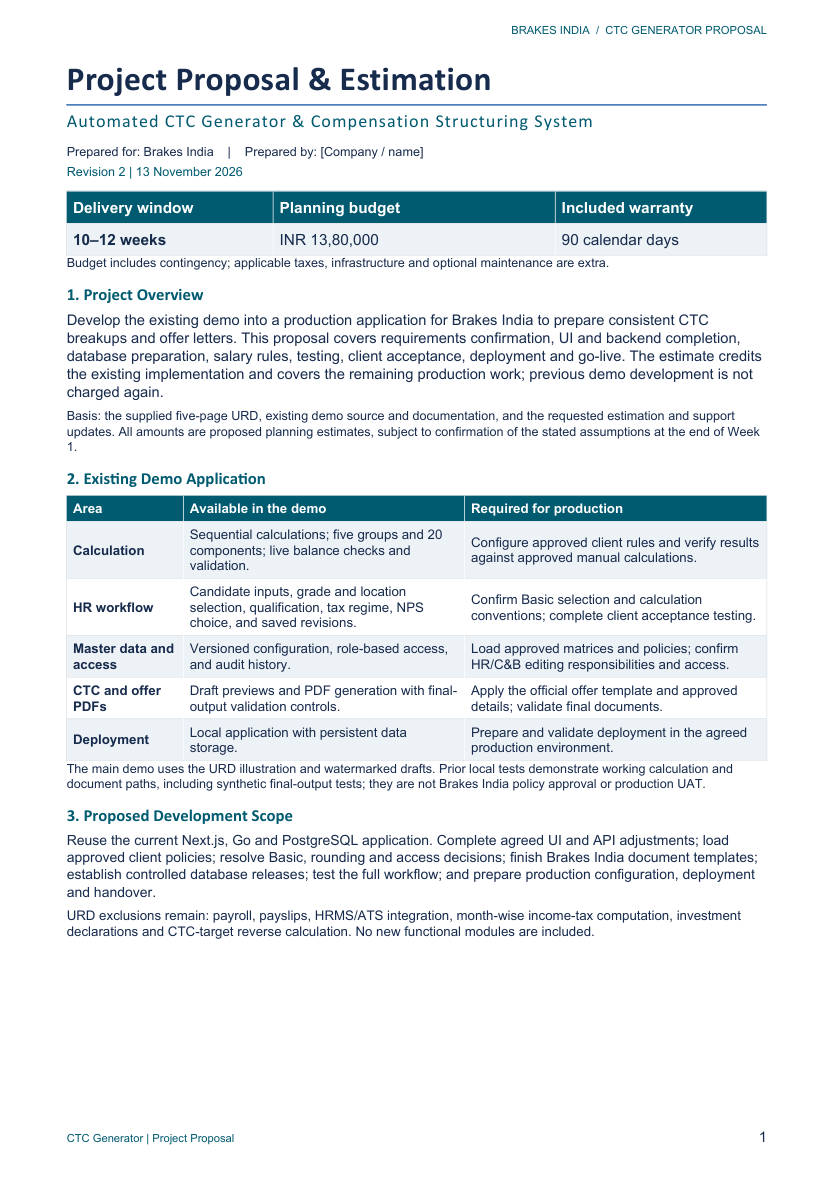 BRAKES INDIA / CTC GENERATOR PROPOSAL
Project Proposal & Estimation
Automated CTC Generator & Compensation Structuring System
Prepared for: Brakes India | Prepared by: [Company / name]
Revision 2 | 13 November 2026
Delivery window Planning budget Included warranty
10–12 weeks INR 13,80,000 90 calendar days
Budget includes contingency; applicable taxes, infrastructure and optional maintenance are extra.
1. Project Overview
Develop the existing demo into a production application for Brakes India to prepare consistent CTC
breakups and offer letters. This proposal covers requirements confirmation, UI and backend completion,
database preparation, salary rules, testing, client acceptance, deployment and go-live. The estimate credits
the existing implementation and covers the remaining production work; previous demo development is not
charged again.
Basis: the supplied five-page URD, existing demo source and documentation, and the requested estimation and support
updates. All amounts are proposed planning estimates, subject to confirmation of the stated assumptions at the end of Week
1.
2. Existing Demo Application
Area Available in the demo Required for production
Calculation
Sequential calculations; five groups and 20
components; live balance checks and
validation.
Configure approved client rules and verify results
against approved manual calculations.
HR workflow
Candidate inputs, grade and location
selection, qualification, tax regime, NPS
choice, and saved revisions.
Confirm Basic selection and calculation
conventions; complete client acceptance testing.
Master data and
access
Versioned configuration, role-based access,
and audit history.
Load approved matrices and policies; confirm
HR/C&B editing responsibilities and access.
CTC and offer
PDFs
Draft previews and PDF generation with final-
output validation controls.
Apply the official offer template and approved
details; validate final documents.
Deployment
Local application with persistent data
storage.
Prepare and validate deployment in the agreed
production environment.
The main demo uses the URD illustration and watermarked drafts. Prior local tests demonstrate working calculation and
document paths, including synthetic final-output tests; they are not Brakes India policy approval or production UAT.
3. Proposed Development Scope
Reuse the current Next.js, Go and PostgreSQL application. Complete agreed UI and API adjustments; load
approved client policies; resolve Basic, rounding and access decisions; finish Brakes India document templates;
establish controlled database releases; test the full workflow; and prepare production configuration, deployment
and handover.
URD exclusions remain: payroll, payslips, HRMS/ATS integration, month-wise income-tax computation, investment
declarations and CTC-target reverse calculation. No new functional modules are included.
CTC Generator | Project Proposal
1